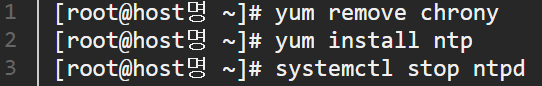 1 [root@host명 ~]# yum remove chrony
2 [root@host명 ~]# yum install ntp
3 [root@host명 ~]# systemctl stop ntpd